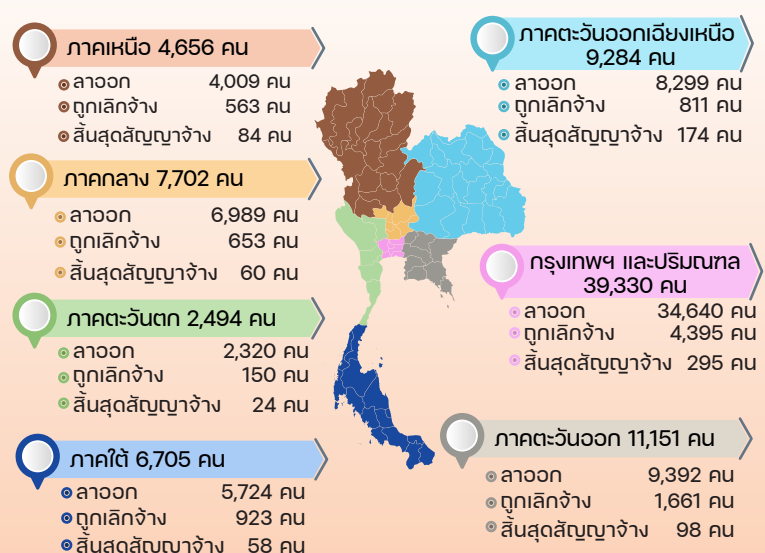 ภาคเหนือ 4,656 คน
ลาออก 4,009 คน
ถูกเลิกจ้าง 563 คน
สิ้นสุดสัญญาจ้าง 84 คน
ภาคกลาง 7,702 คน
ลาออก 6,989 คน
ถูกเลิกจ้าง 653 คน
สิ้นสุดสัญญาจ้าง 60 คน
ภาคตะวันตก 2,494 คน
ลาออก 2,320 คน
ถูกเลิกจ้าง 150 คน
สิ้นสุดสัญญาจ้าง 24 คน
ภาคใต้ 6,705 คน
ลาออก 5,724 คน
ถูกเลิกจ้าง 923 คน
สิ้นสุดสัญญาจ้าง 58 คน
ภาคตะวันออกเฉียงเหนือ
9,284 คน
ลาออก 8,299 คน
ถูกเลิกจ้าง 811 คน
สิ้นสุดสัญญาจ้าง 174 คน
กรุงเทพฯ และปริมณฑล
39,330 คน
ลาออก 34,640 คน
ถูกเลิกจ้าง 4,395 คน
สิ้นสุดสัญญาจ้าง 295 คน
ภาคตะวันออก 11,151 คน
ลาออก 9,392 คน
ถูกเลิกจ้าง 1,661 คน
สิ้นสุดสัญญาจ้าง 98 คน